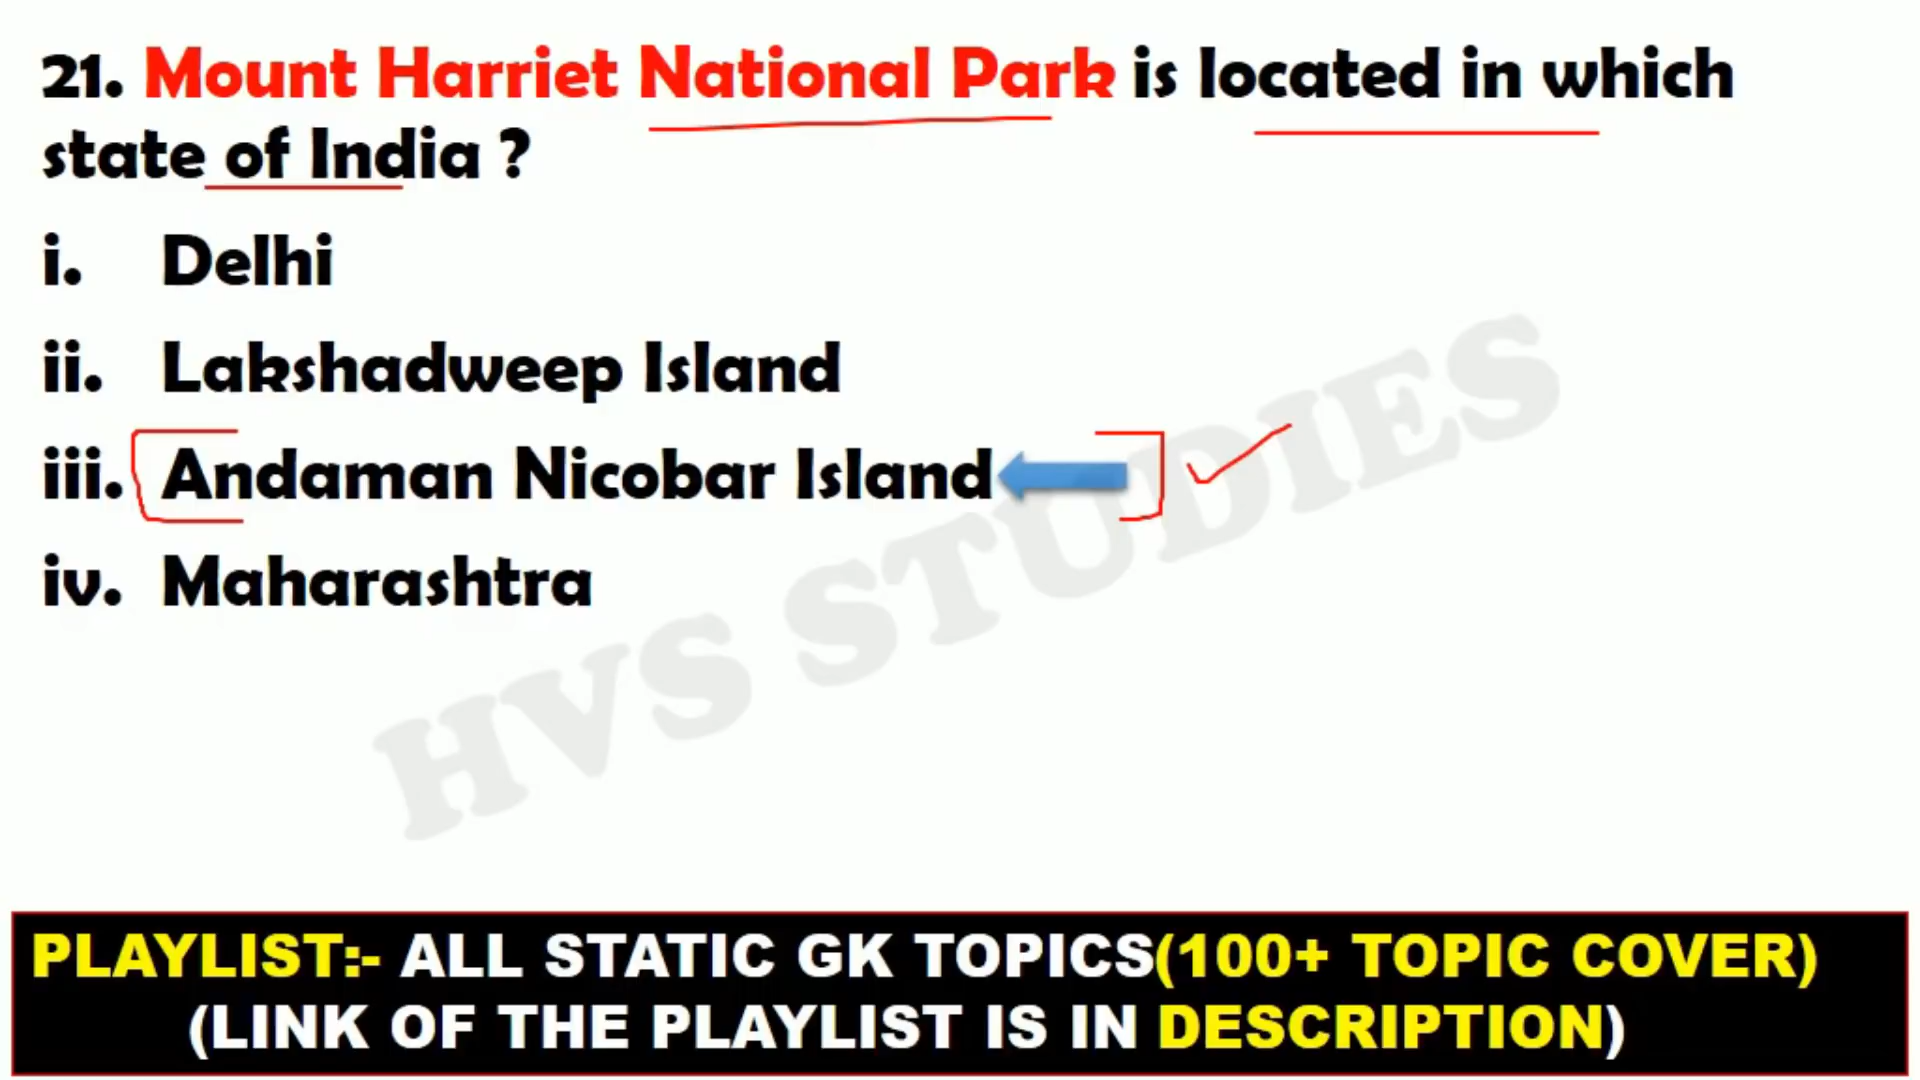 21. Mount Harriet National Park is located in which
state of India ?
i. Delhi
ii. Lakshadweep Island
iii. Andaman Nicobar Island
iv. Maharashtra
HVS STUDIES
PLAYLIST:- ALL STATIC GK TOPICS(100+ TOPIC COVER)
(LINK OF THE PLAYLIST IS IN DESCRIPTION)